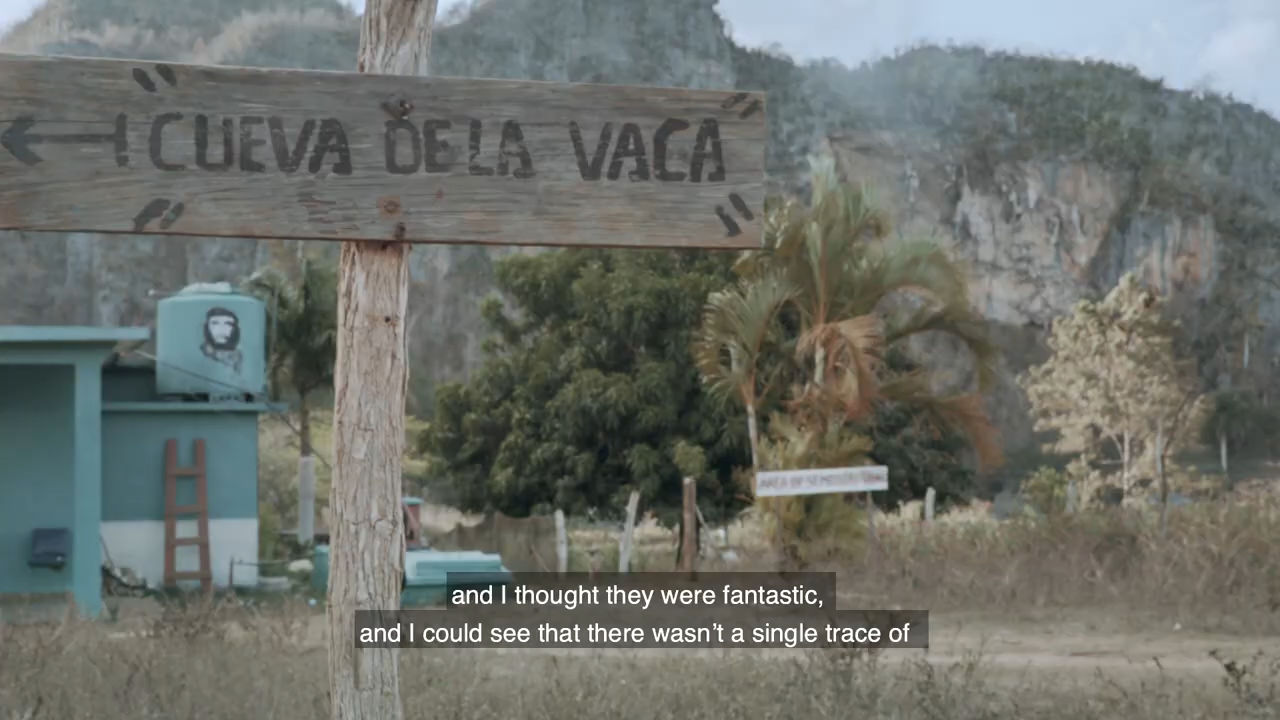 CUEVA DE LA VACA
and I thought they were fantastic,
and I could see that there wasn't a single trace of